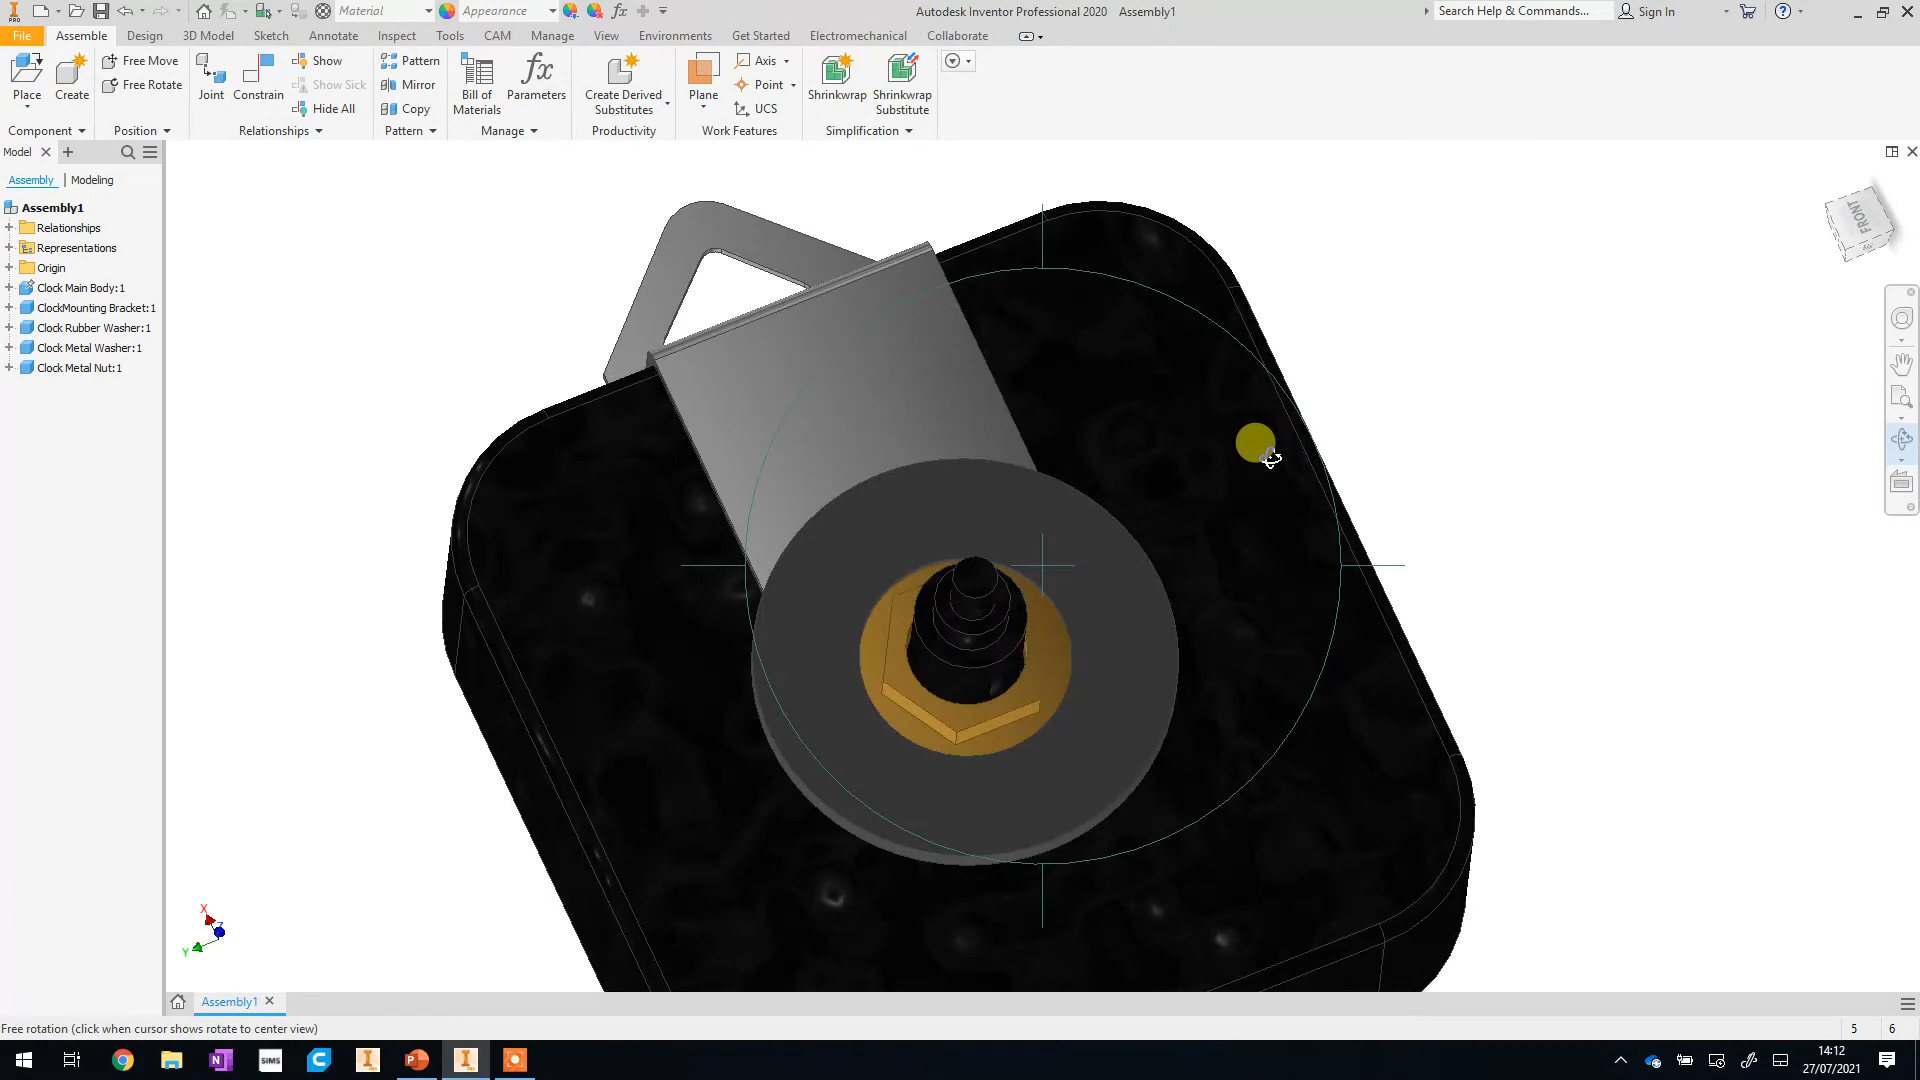 Material
Appearance
fx
Autodesk Inventor Professional 2020 Assembly1
Search Help & Commands...
Sign In
File Assemble Design 3D Model Sketch Annotate Inspect Tools CAM Manage View Environments Get Started Electromechanical Collaborate
Place
Create
Free Move
Free Rotate
Joint
Constrain
Show
Show Sick
Hide All
Pattern
Mirror
Copy
Bill of
Materials
fx
Parameters
Create Derived
Substitutes
Plane
Axis
Point
UCS
Shrinkwrap
Shrinkwrap
Substitute
Component Position Relationships Pattern Manage Productivity Work Features Simplification
Model
Assembly | Modeling
Assembly1
Relationships
Representations
Origin
Clock Main Body:1
ClockMounting Bracket:1
Clock Rubber Washer:1
Clock Metal Washer:1
Clock Metal Nut:1
FRONT
X
Y
Z
Assembly1
Free rotation (click when cursor shows rotate to center view)
5 6
SIMS
14:12
27/07/2021